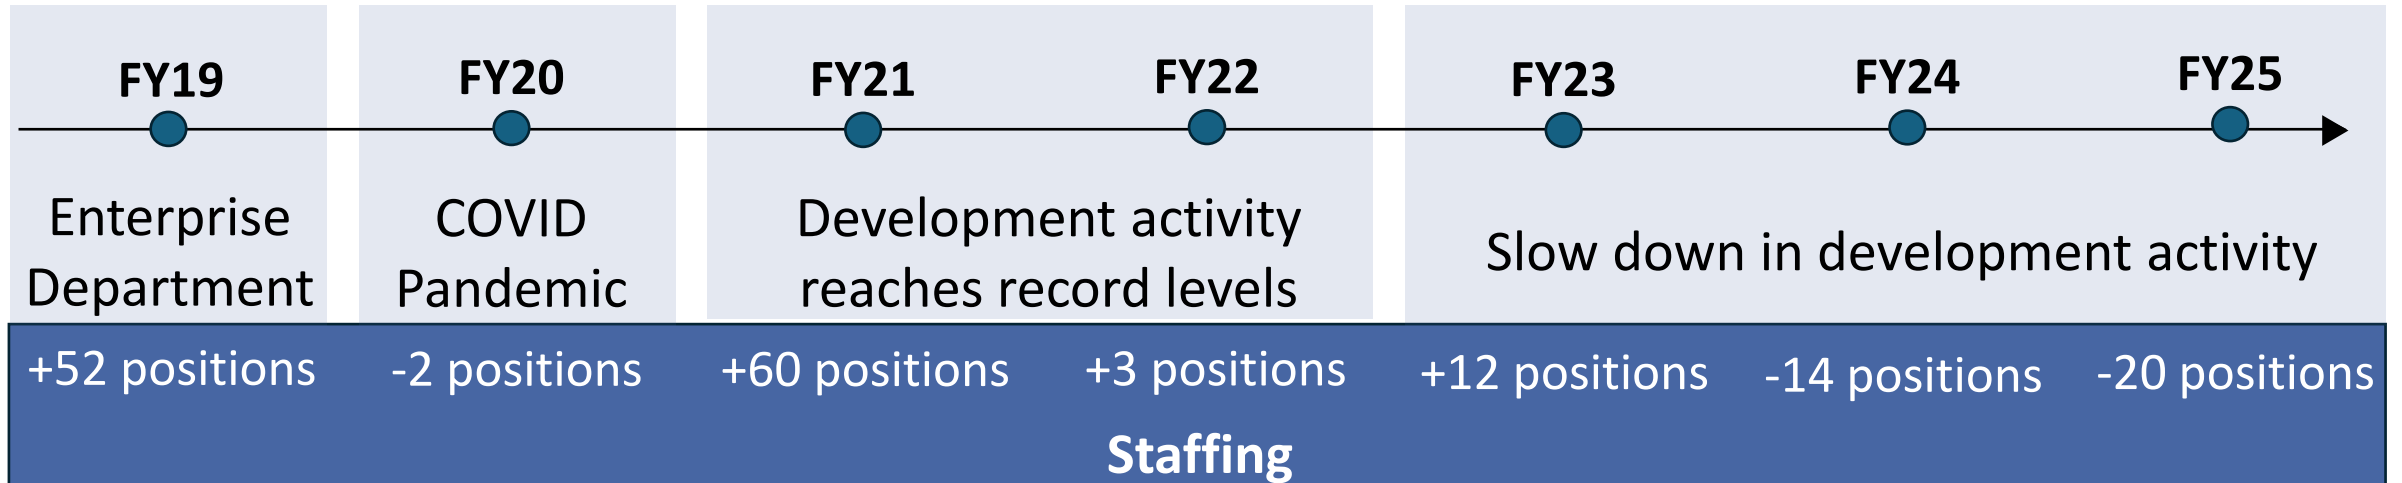 FY19 FY20 FY21 FY22 FY23 FY24 FY25
Enterprise
Department
COVID
Pandemic
Development activity
reaches record levels
Slow down in development activity
+52 positions -2 positions +60 positions +3 positions +12 positions -14 positions -20 positions
Staffing